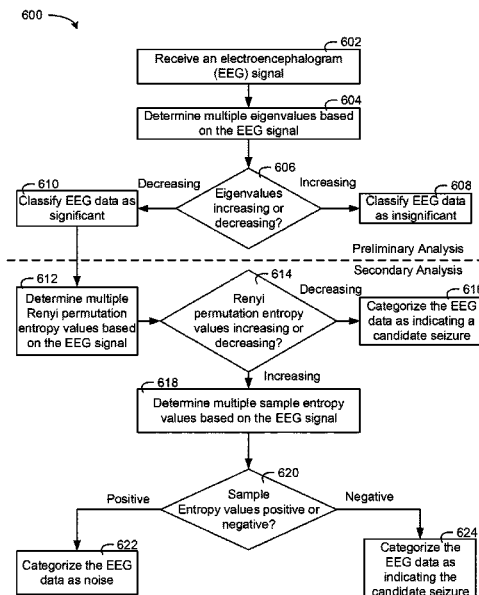 600
602
Receive an electroencephalogram
(EEG) signal
604
Determine multiple eigenvalues based
on the EEG signal
606
Eigenvalues
increasing or
decreasing?
Decreasing
Increasing
610
Classify EEG data as
significant
608
Classify EEG data
as insignificant
Preliminary Analysis
Secondary Analysis
612
Determine multiple
Renyi permutation
entropy values based
on the EEG signal
614
Renyi
permutation entropy
values increasing or
decreasing?
Decreasing
616
Categorize the EEG
data as indicating a
candidate seizure
Increasing
618
Determine multiple sample entropy
values based on the EEG signal
620
Sample
Entropy values positive or
negative?
Positive
Negative
622
Categorize the EEG
data as noise
624
Categorize the
EEG data as
indicating the
candidate seizure